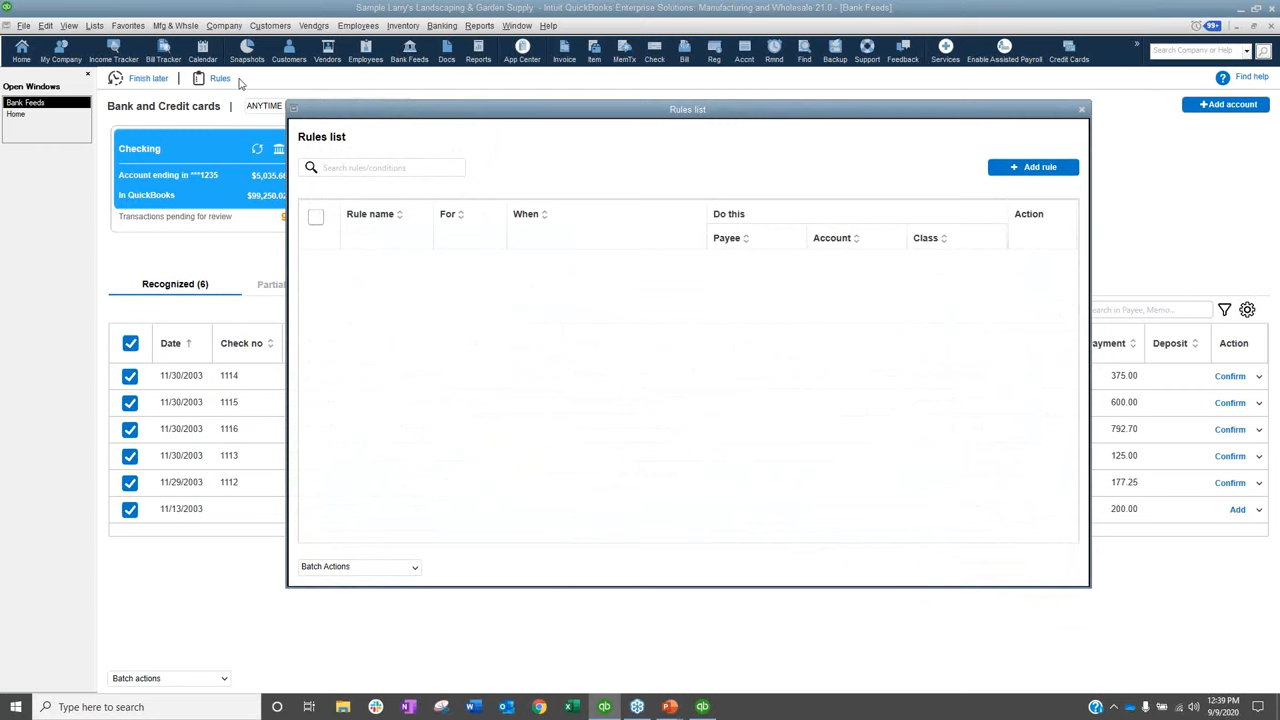 Sample Larry's Landscaping & Garden Supply - Intuit QuickBooks Enterprise Solutions: Manufacturing and Wholesale 21.0 - [Bank Feeds]
File Edit View Lists Favorites Mfg & Whsle Company Customers Vendors Employees Inventory Banking Reports Window Help
99+
Home My Company Income Tracker Bill Tracker Calendar Snapshots Customers Vendors Employees Bank Feeds Docs Reports App Center Invoice Item MemTx Check Bill Reg Accnt Rmnd Find Backup Support Feedback Services Enable Assisted Payroll Credit Cards
Search Company or Help
Open Windows
Bank Feeds
Home
Finish later | Rules
Find help
Bank and Credit cards | ANYTIME
Add account
Checking
Account ending in ***1235 $5,035.6
In QuickBooks $99,250.02
Transactions pending for review 9
Recognized (6) Partial
Rules list
Rules list
Search rules/conditions
Add rule
Rule name For When Do this Action
Payee Account Class
Batch Actions
earch in Payee, Memo...
Date Check no ayment Deposit Action
11/30/2003 1114 375.00 Confirm
11/30/2003 1115 600.00 Confirm
11/30/2003 1116 792.70 Confirm
11/30/2003 1113 125.00 Confirm
11/29/2003 1112 177.25 Confirm
11/13/2003 200.00 Add
Batch actions
Type here to search
12:39 PM
9/9/2020